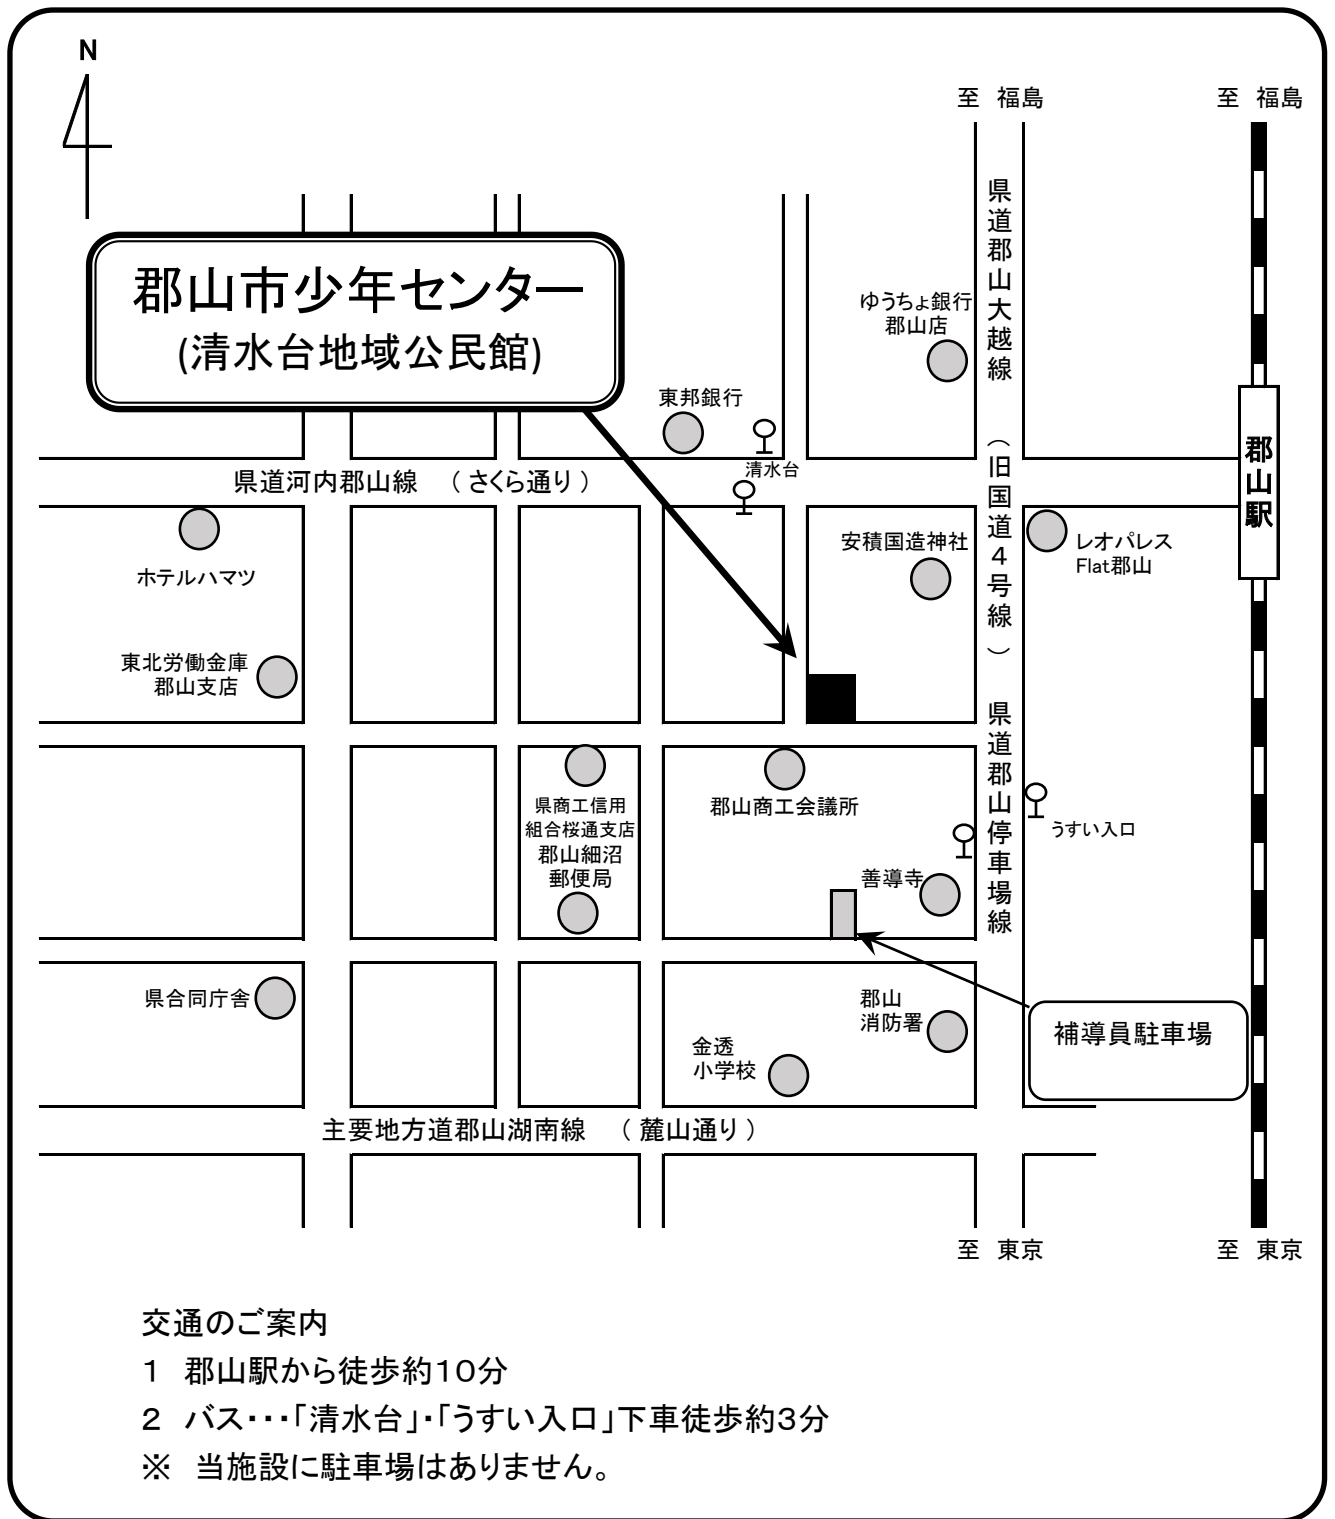 N
至 福島
至 福島
県道郡山大越線
（旧国道４号線）
県道郡山停車場線
郡山市少年センター
(清水台地域公民館)
ゆうちょ銀行
郡山店
東邦銀行
清水台
郡山駅
県道河内郡山線 （さくら通り）
ホテルハマツ
安積国造神社
レオパレス
Flat郡山
東北労働金庫
郡山支店
県商工信用
組合桜通支店
郡山細沼
郵便局
郡山商工会議所
うすい入口
善導寺
県合同庁舎
郡山
消防署
補導員駐車場
金透
小学校
主要地方道郡山湖南線 （麓山通り）
至 東京
至 東京
交通のご案内
１ 郡山駅から徒歩約１０分
２ バス・・・「清水台」・「うすい入口」下車徒歩約３分
※ 当施設に駐車場はありません。